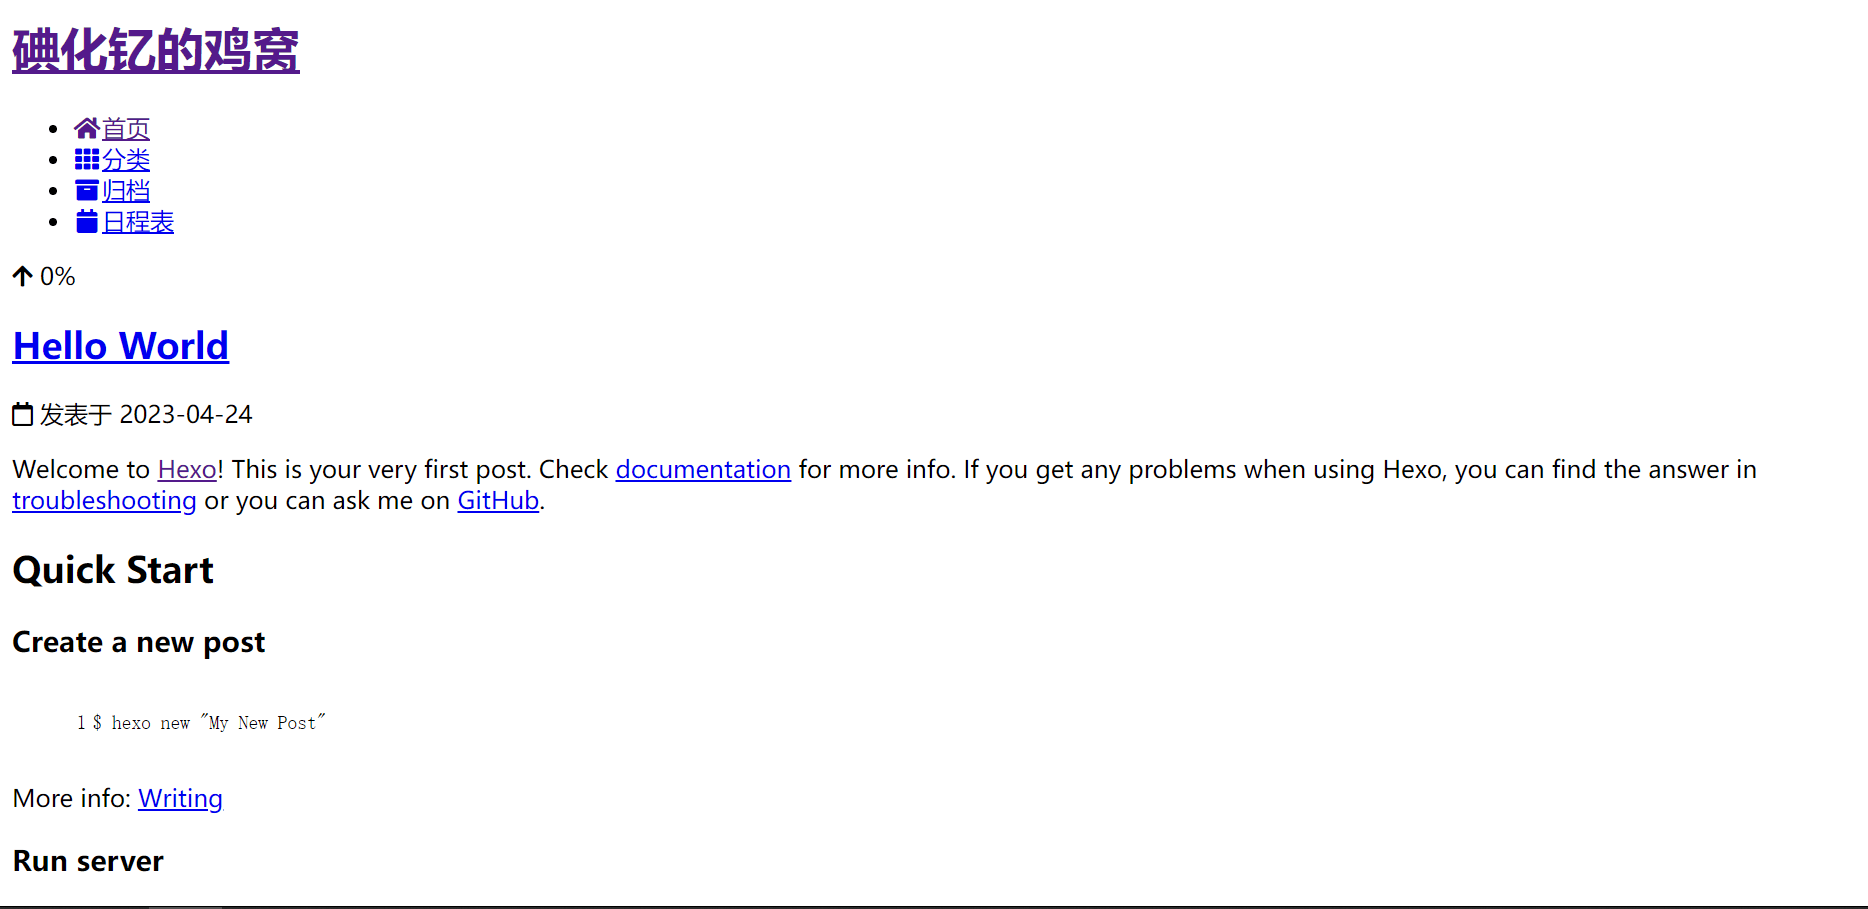 碘化钇的鸡窝
首页
分类
归档
日程表
0%
Hello World
发表于 2023-04-24
Welcome to Hexo! This is your very first post. Check documentation for more info. If you get any problems when using Hexo, you can find the answer in
troubleshooting or you can ask me on GitHub.
Quick Start
Create a new post
1 $ hexo new "My New Post"
More info: Writing
Run server